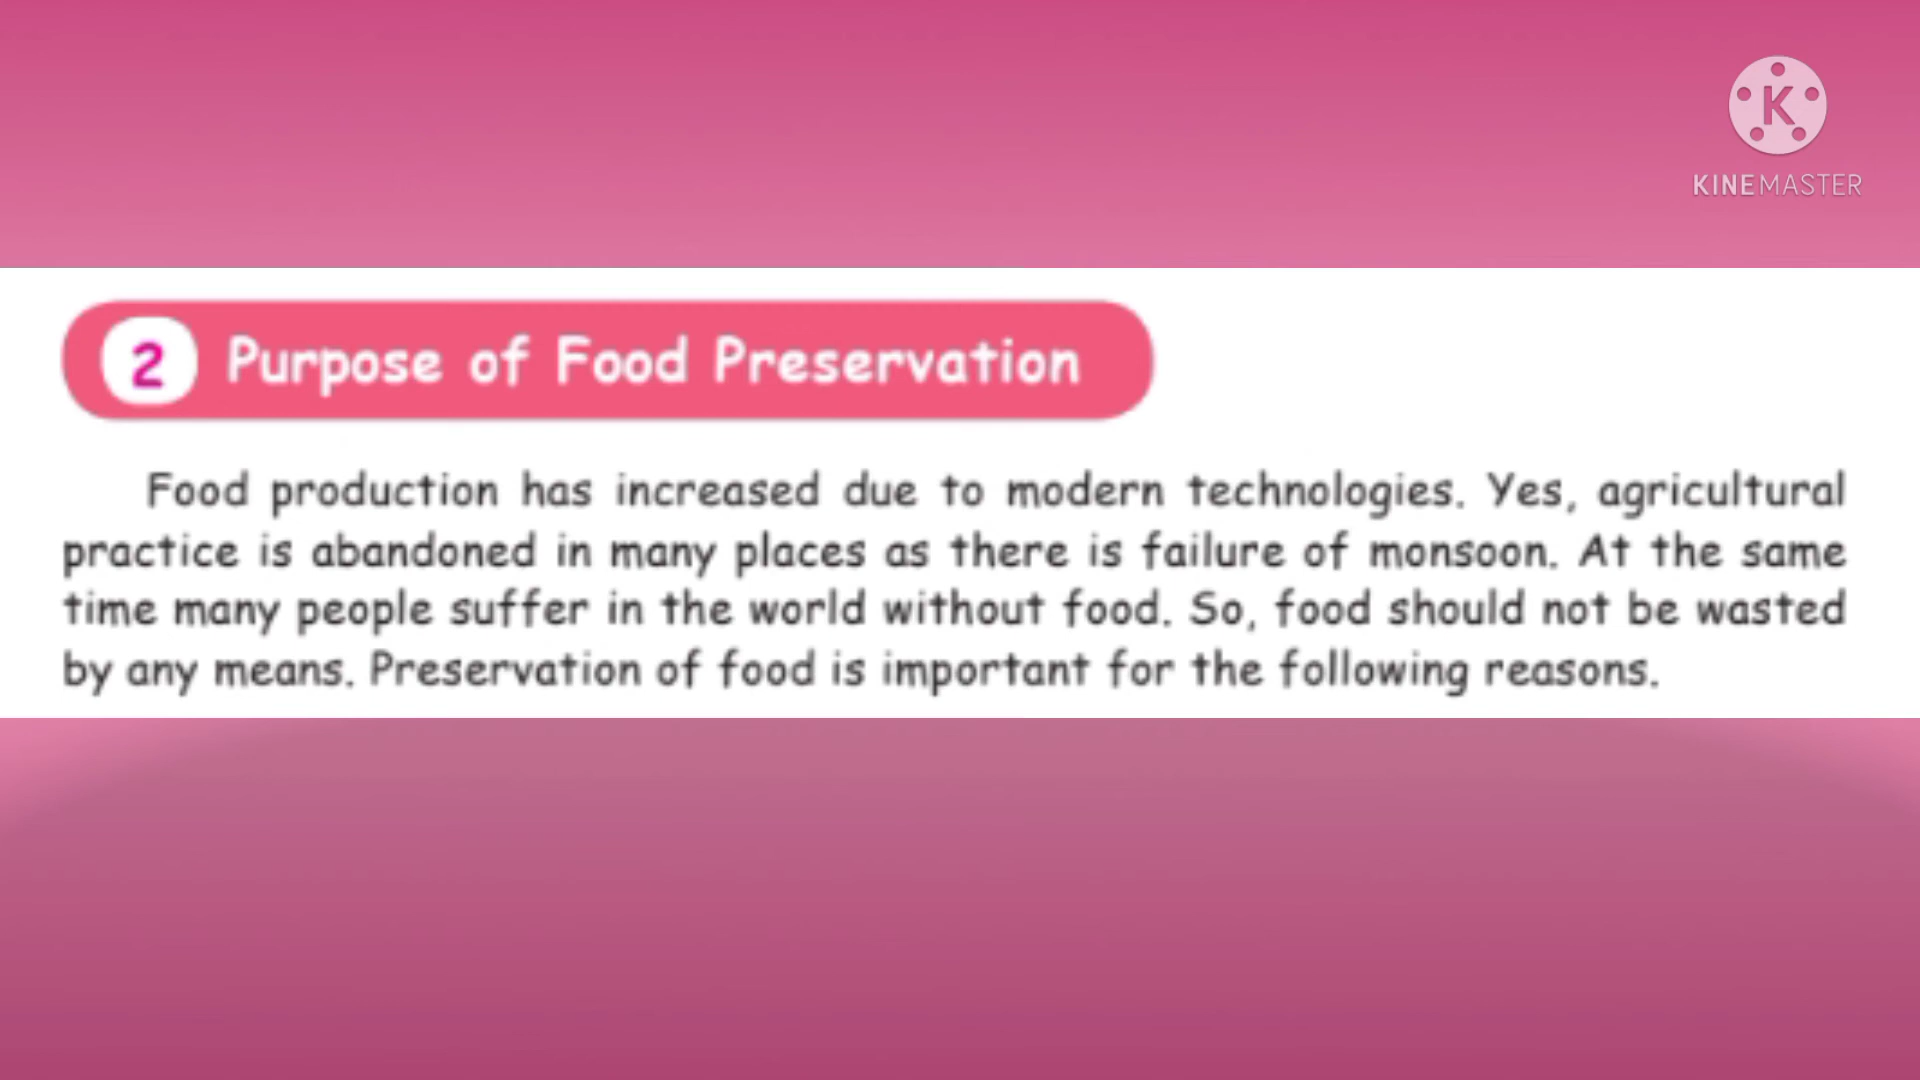 K
KINEMASTER
2 Purpose of Food Preservation
Food production has increased due to modern technologies. Yes, agricultural
practice is abandoned in many places as there is failure of monsoon. At the same
time many people suffer in the world without food. So, food should not be wasted
by any means. Preservation of food is important for the following reasons.